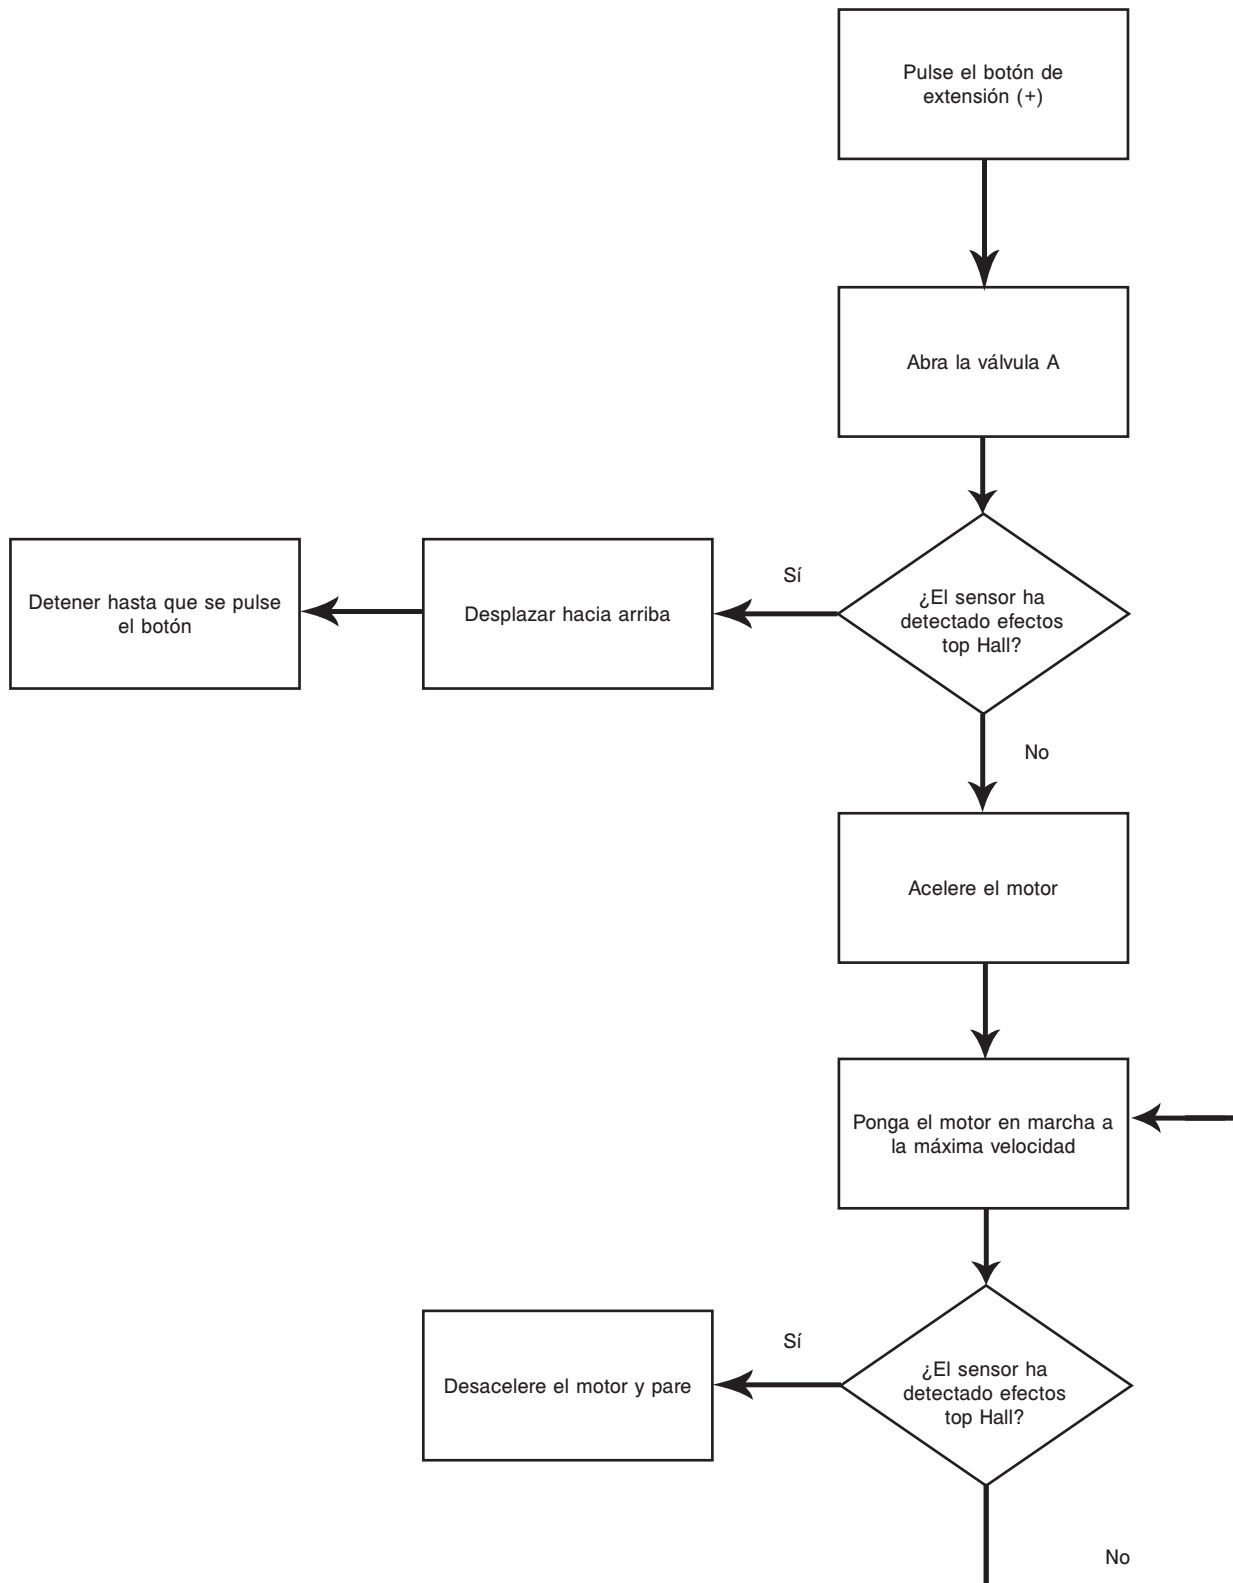 Pulse el botón de
extensión (+)
Abra la válvula A
Detener hasta que se pulse
el botón
Desplazar hacia arriba
Sí
¿El sensor ha
detectado efectos
top Hall?
No
Acelere el motor
Ponga el motor en marcha a
la máxima velocidad
Desacelere el motor y pare
Sí
¿El sensor ha
detectado efectos
top Hall?
No